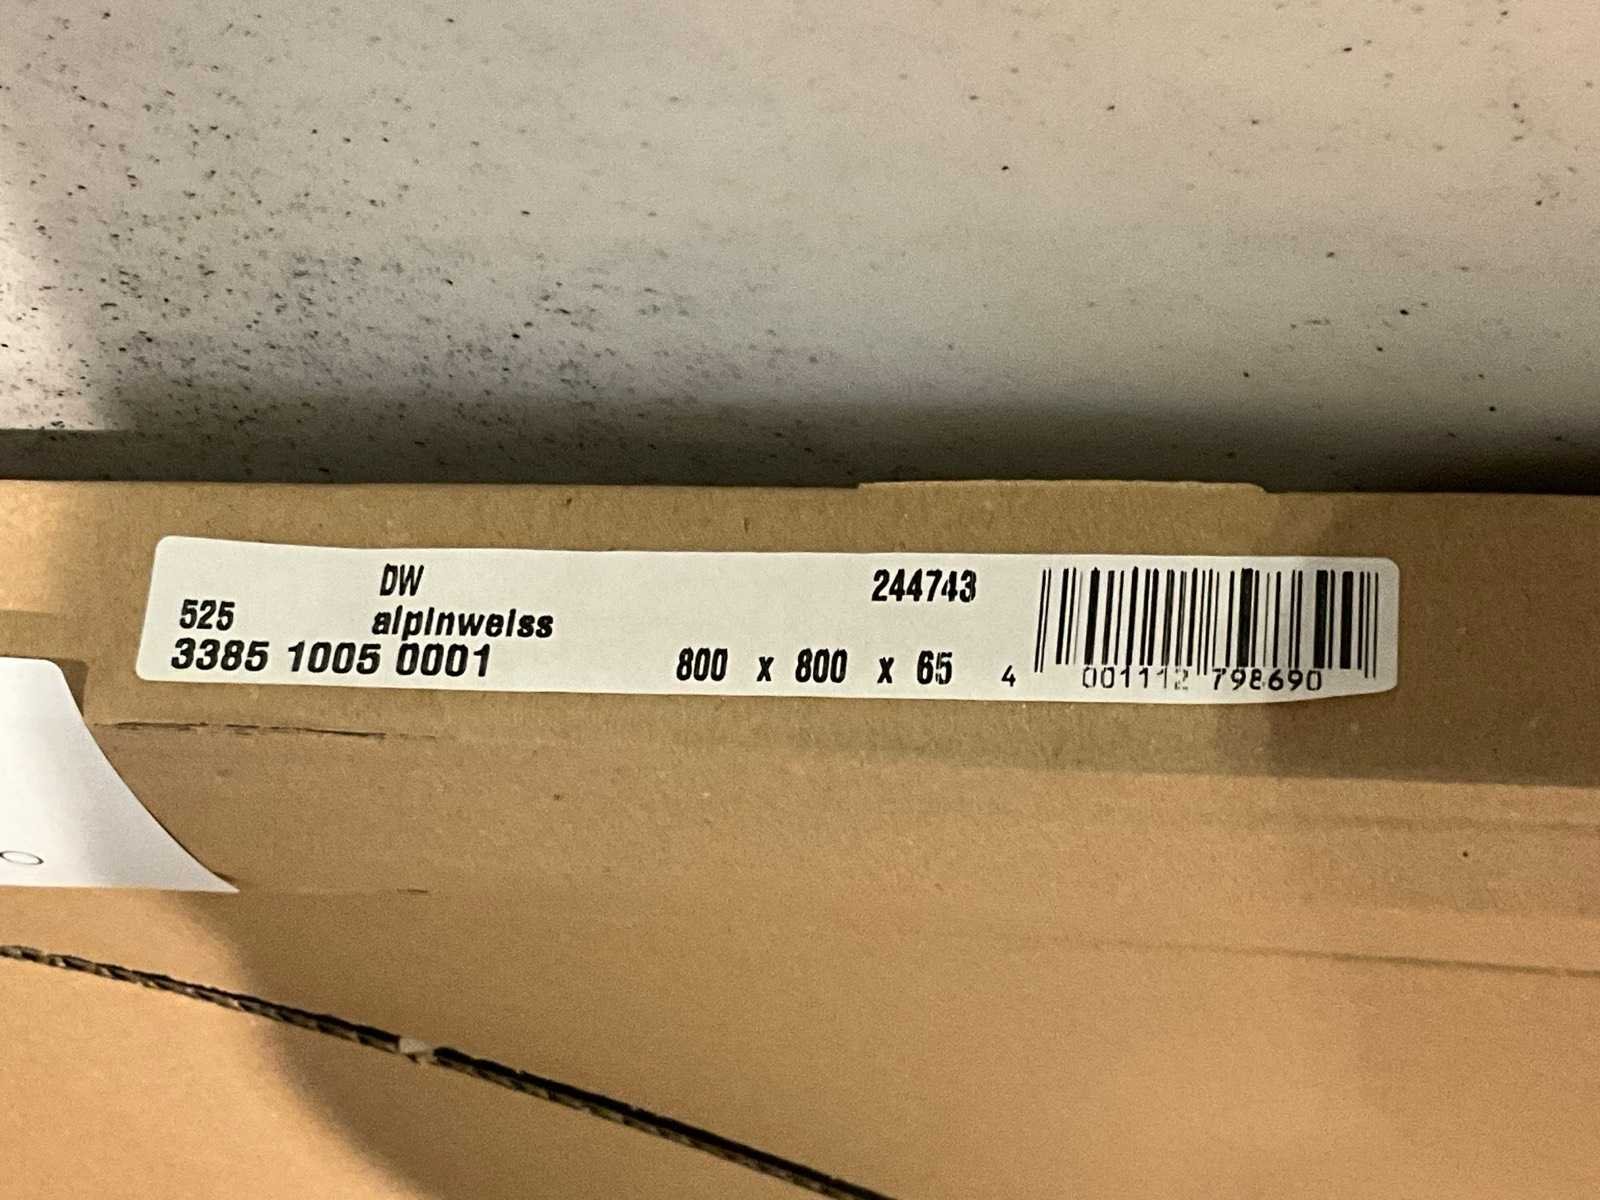 DW
244743
525
alpinweiss
3385 1005 0001
800 x 800 x 65
4 001112 798690